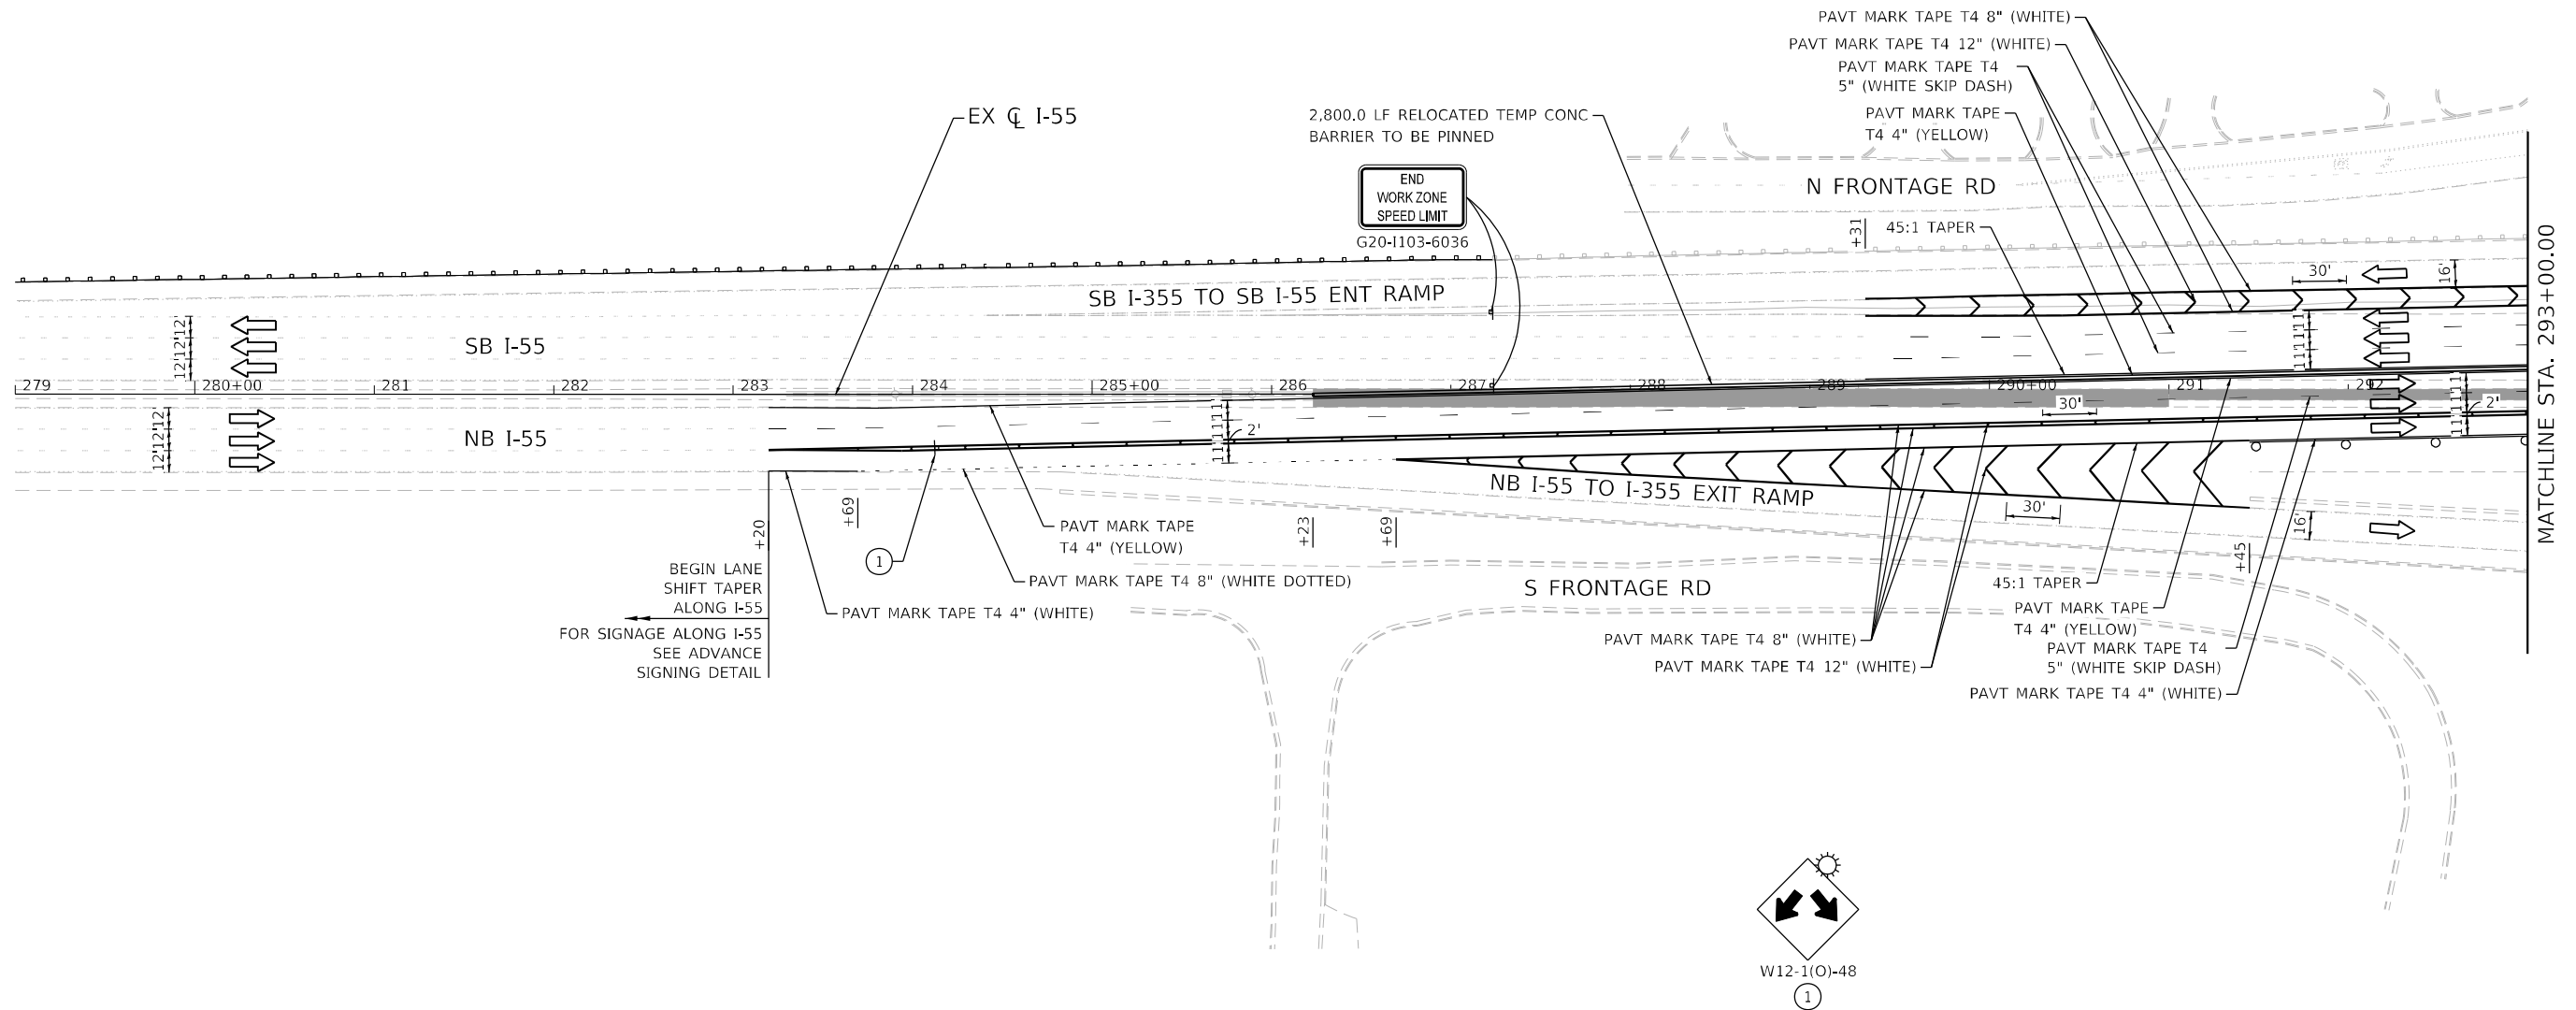 PAVT MARK TAPE T4 8" (WHITE)
PAVT MARK TAPE T4 12" (WHITE)
PAVT MARK TAPE T4
5" (WHITE SKIP DASH)
PAVT MARK TAPE
T4 4" (YELLOW)
EX ℄ I-55
2,800.0 LF RELOCATED TEMP CONC
BARRIER TO BE PINNED
END
WORK ZONE
SPEED LIMIT
G20-I103-6036
N FRONTAGE RD
+31
45:1 TAPER
30'
16'
SB I-355 TO SB I-55 ENT RAMP
SB I-55
12'12'12'
11'11'11'
279
280+00
281
282
283
284
285+00
286
287
288
289
290+00
291
292
MATCHLINE STA. 293+00.00
NB I-55
12'12'12'
11'11'
2'
11'
30'
11'11'
2'
11'
NB I-55 TO I-355 EXIT RAMP
30'
16'
+20
+69
+23
+69
+45
PAVT MARK TAPE
T4 4" (YELLOW)
1
BEGIN LANE
SHIFT TAPER
ALONG I-55
FOR SIGNAGE ALONG I-55
SEE ADVANCE
SIGNING DETAIL
PAVT MARK TAPE T4 8" (WHITE DOTTED)
PAVT MARK TAPE T4 4" (WHITE)
S FRONTAGE RD
45:1 TAPER
PAVT MARK TAPE
T4 4" (YELLOW)
PAVT MARK TAPE T4 8" (WHITE)
PAVT MARK TAPE T4
5" (WHITE SKIP DASH)
PAVT MARK TAPE T4 12" (WHITE)
PAVT MARK TAPE T4 4" (WHITE)
W12-1(O)-48
1